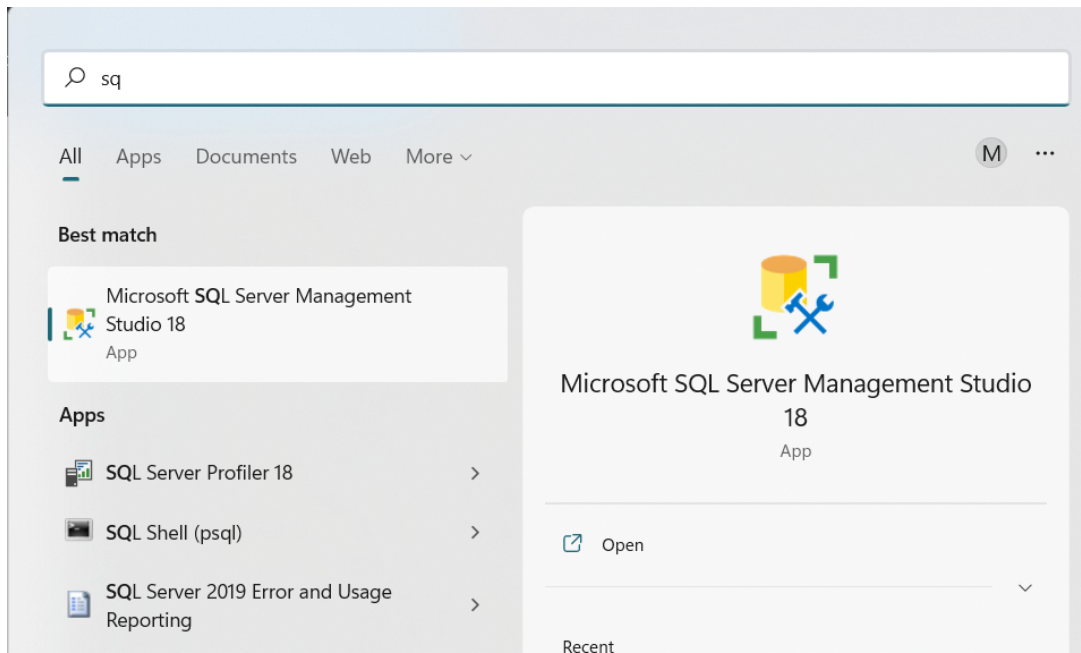 sq
All Apps Documents Web More
M ...
Best match
Microsoft SQL Server Management
Studio 18
App
Apps
SQL Server Profiler 18
SQL Shell (psql)
SQL Server 2019 Error and Usage
Reporting
Microsoft SQL Server Management Studio
18
App
Open
Recent